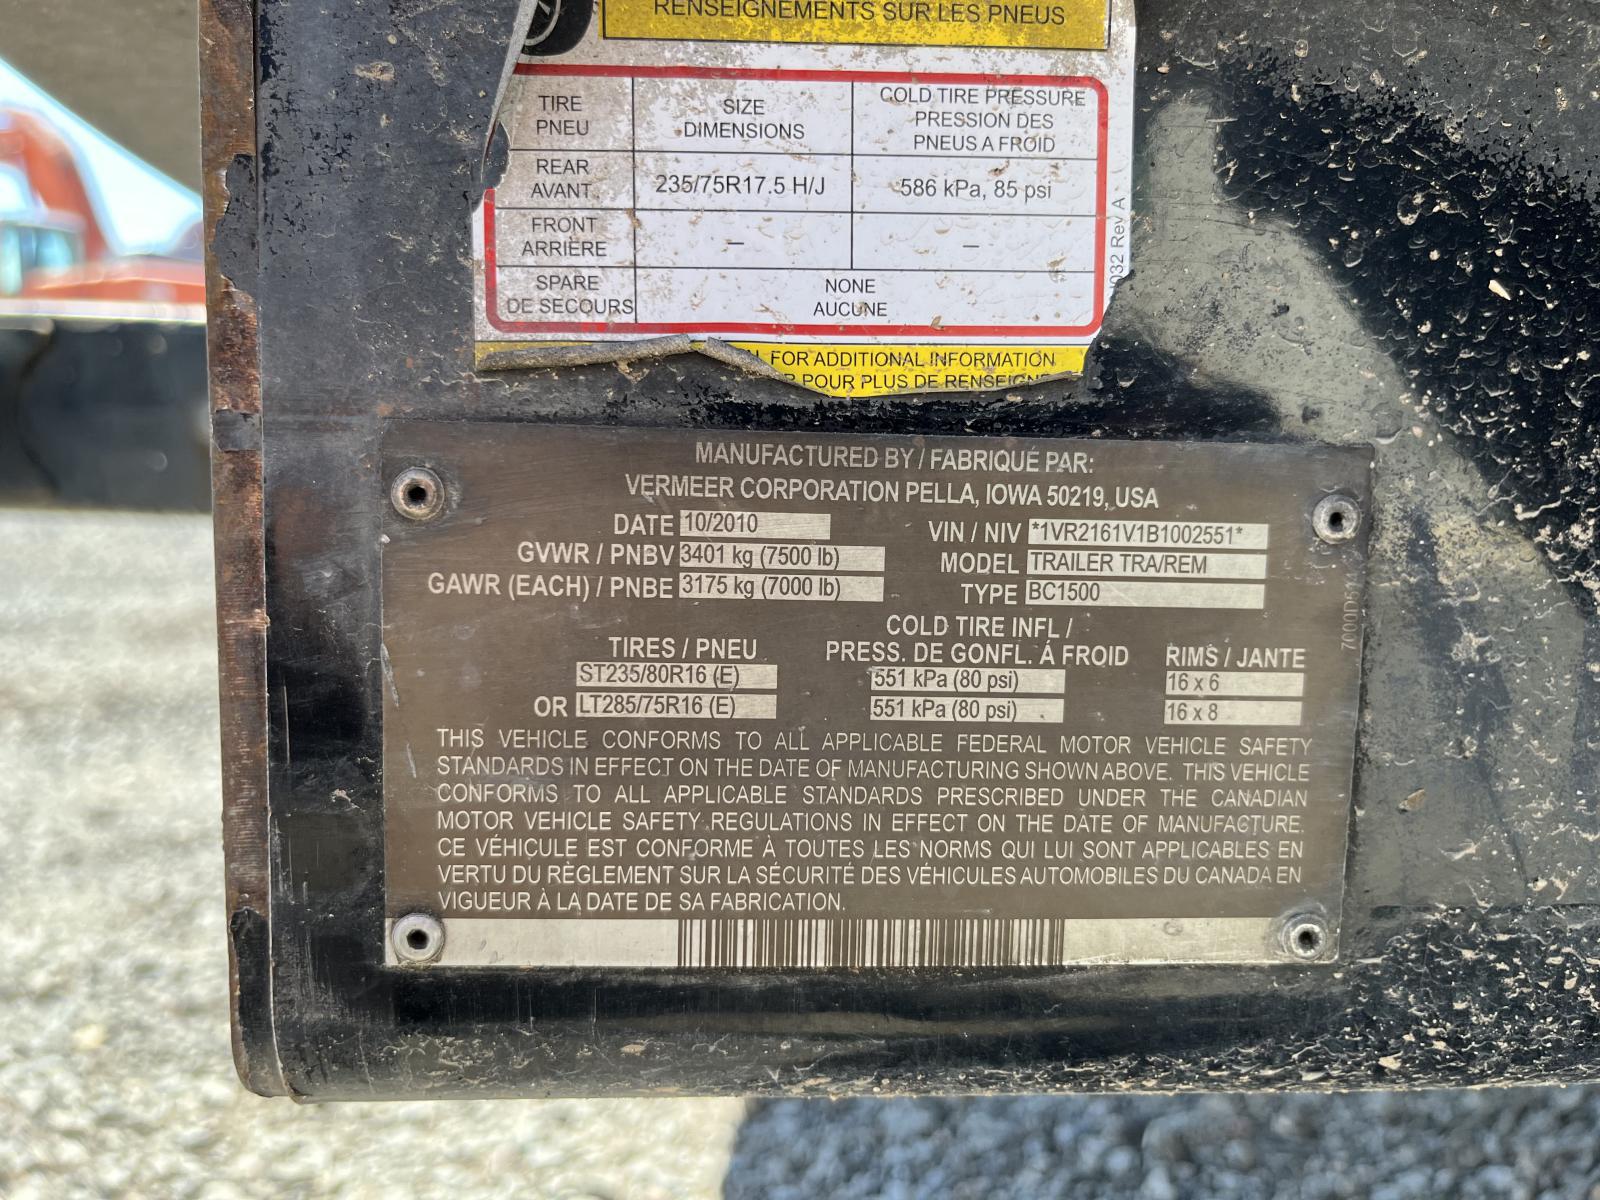 RENSEIGNEMENTS SUR LES PNEUS
TIRE
PNEU
SIZE
DIMENSIONS
COLD TIRE PRESSURE
PRESSION DES
PNEUS A FROID
REAR
AVANT
235/75R17.5 H/J
586 kPa, 85 psi
FRONT
ARRIÈRE
–
–
SPARE
DE SECOURS
NONE
AUCUNE
032 Rev A
FOR ADDITIONAL INFORMATION
POUR PLUS DE
MANUFACTURED BY / FABRIQUÉ PAR:
VERMEER CORPORATION PELLA, IOWA 50219, USA
DATE 10/2010
VIN / NIV *1VR2161V1B1002551*
GVWR / PNBV 3401 kg (7500 lb)
MODEL TRAILER TRA/REM
GAWR (EACH) / PNBE 3175 kg (7000 lb)
TYPE BC1500
TIRES / PNEU
COLD TIRE INFL /
PRESS. DE GONFL. Á FROID
RIMS / JANTE
ST235/80R16 (E)
551 kPa (80 psi)
16 x 6
OR LT285/75R16 (E)
551 kPa (80 psi)
16 x 8
THIS VEHICLE CONFORMS TO ALL APPLICABLE FEDERAL MOTOR VEHICLE SAFETY
STANDARDS IN EFFECT ON THE DATE OF MANUFACTURING SHOWN ABOVE. THIS VEHICLE
CONFORMS TO ALL APPLICABLE STANDARDS PRESCRIBED UNDER THE CANADIAN
MOTOR VEHICLE SAFETY REGULATIONS IN EFFECT ON THE DATE OF MANUFACTURE.
CE VÉHICULE EST CONFORME À TOUTES LES NORMS QUI LUI SONT APPLICABLES EN
VERTU DU RÈGLEMENT SUR LA SÉCURITÉ DES VÉHICULES AUTOMOBILES DU CANADA EN
VIGUEUR À LA DATE DE SA FABRICATION.